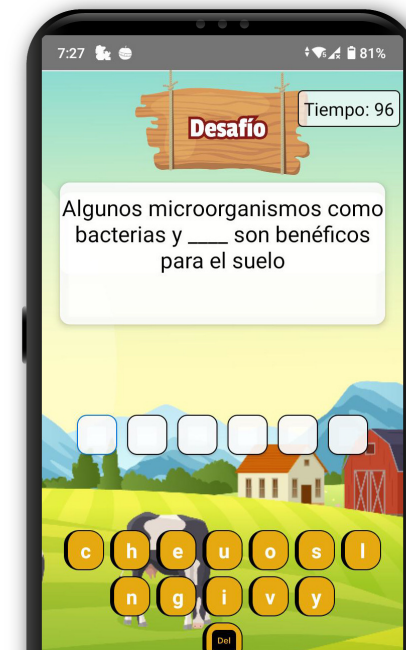 7:27 81%
Desafío
Tiempo: 96
Algunos microorganismos como
bacterias y ____ son benéficos
para el suelo
c h e u o s l
n g i v y
Del